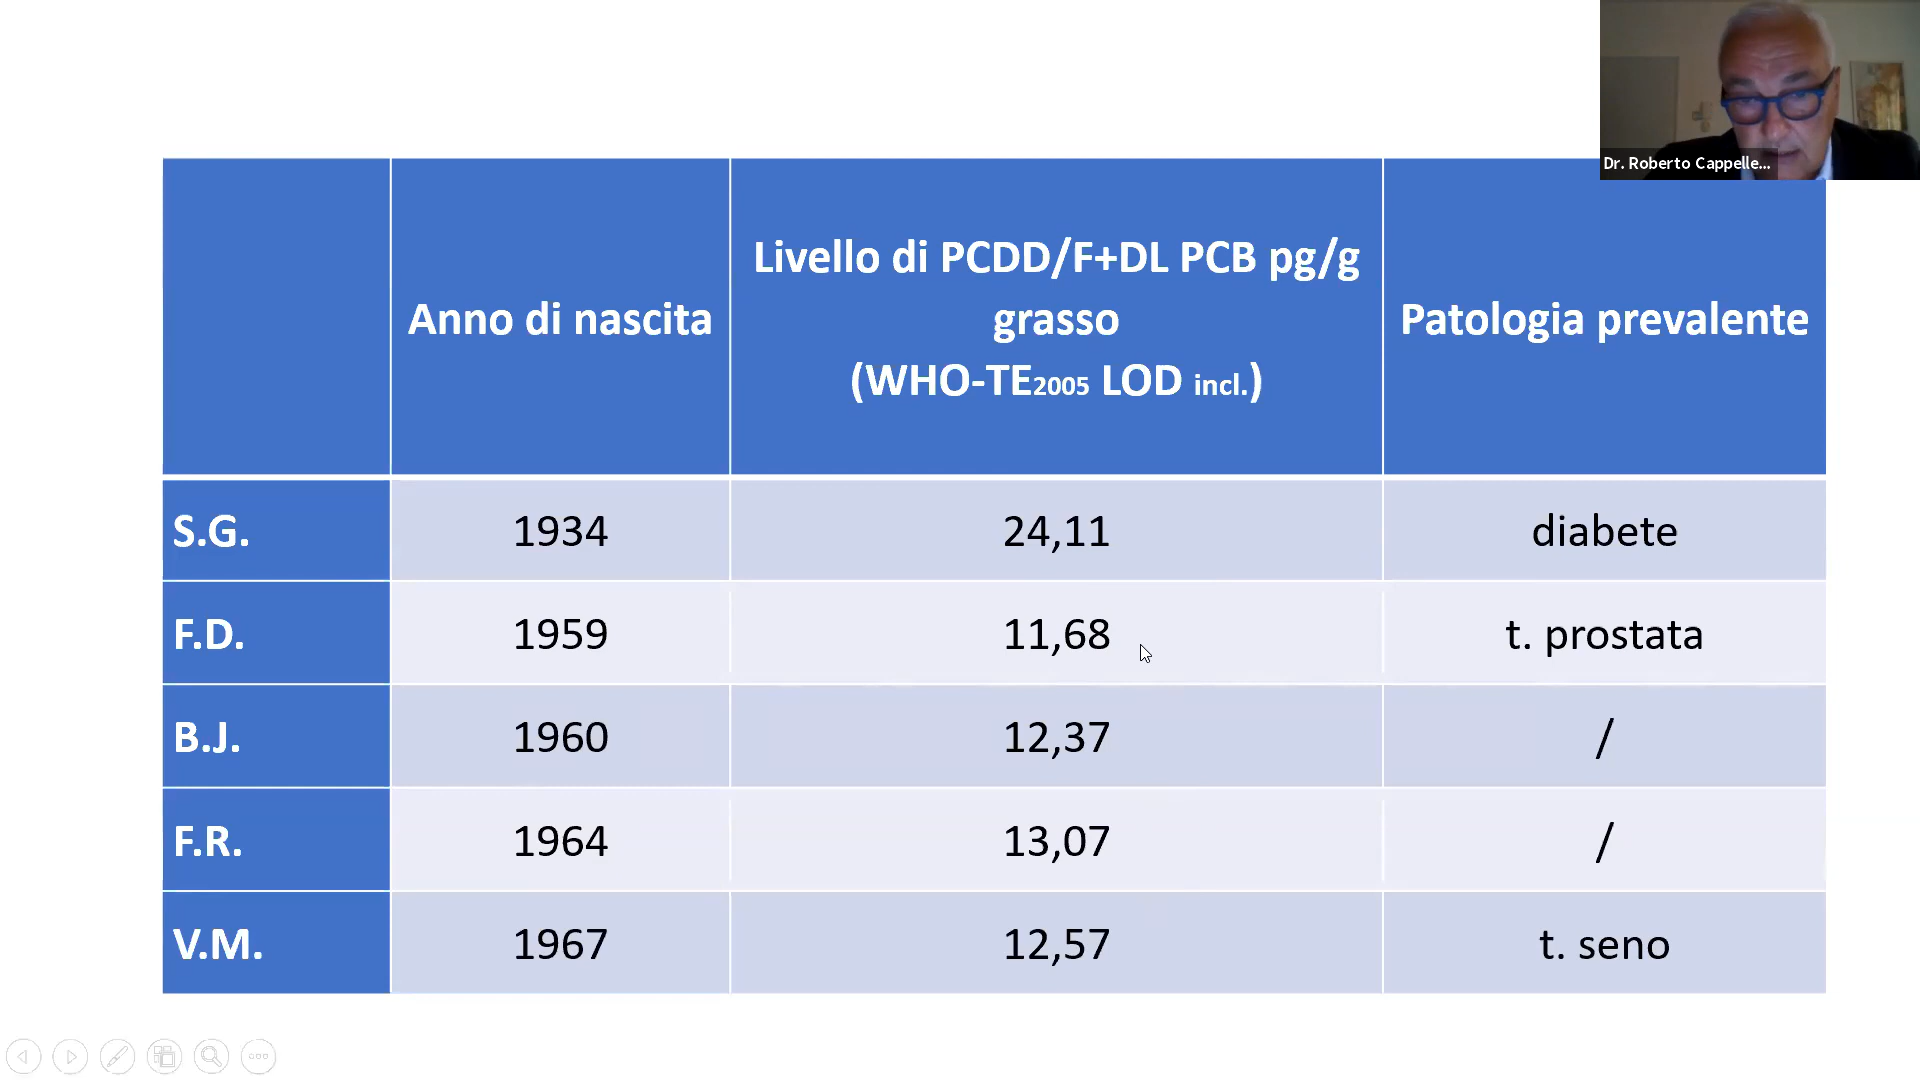 Dr. Roberto Cappelle...
Anno di nascita
Livello di PCDD/F+DL PCB pg/g
grasso
(WHO-TE2005 LOD incl.)
Patologia prevalente
S.G. 1934 24,11 diabete
F.D. 1959 11,68 t. prostata
B.J. 1960 12,37 /
F.R. 1964 13,07 /
V.M. 1967 12,57 t. seno